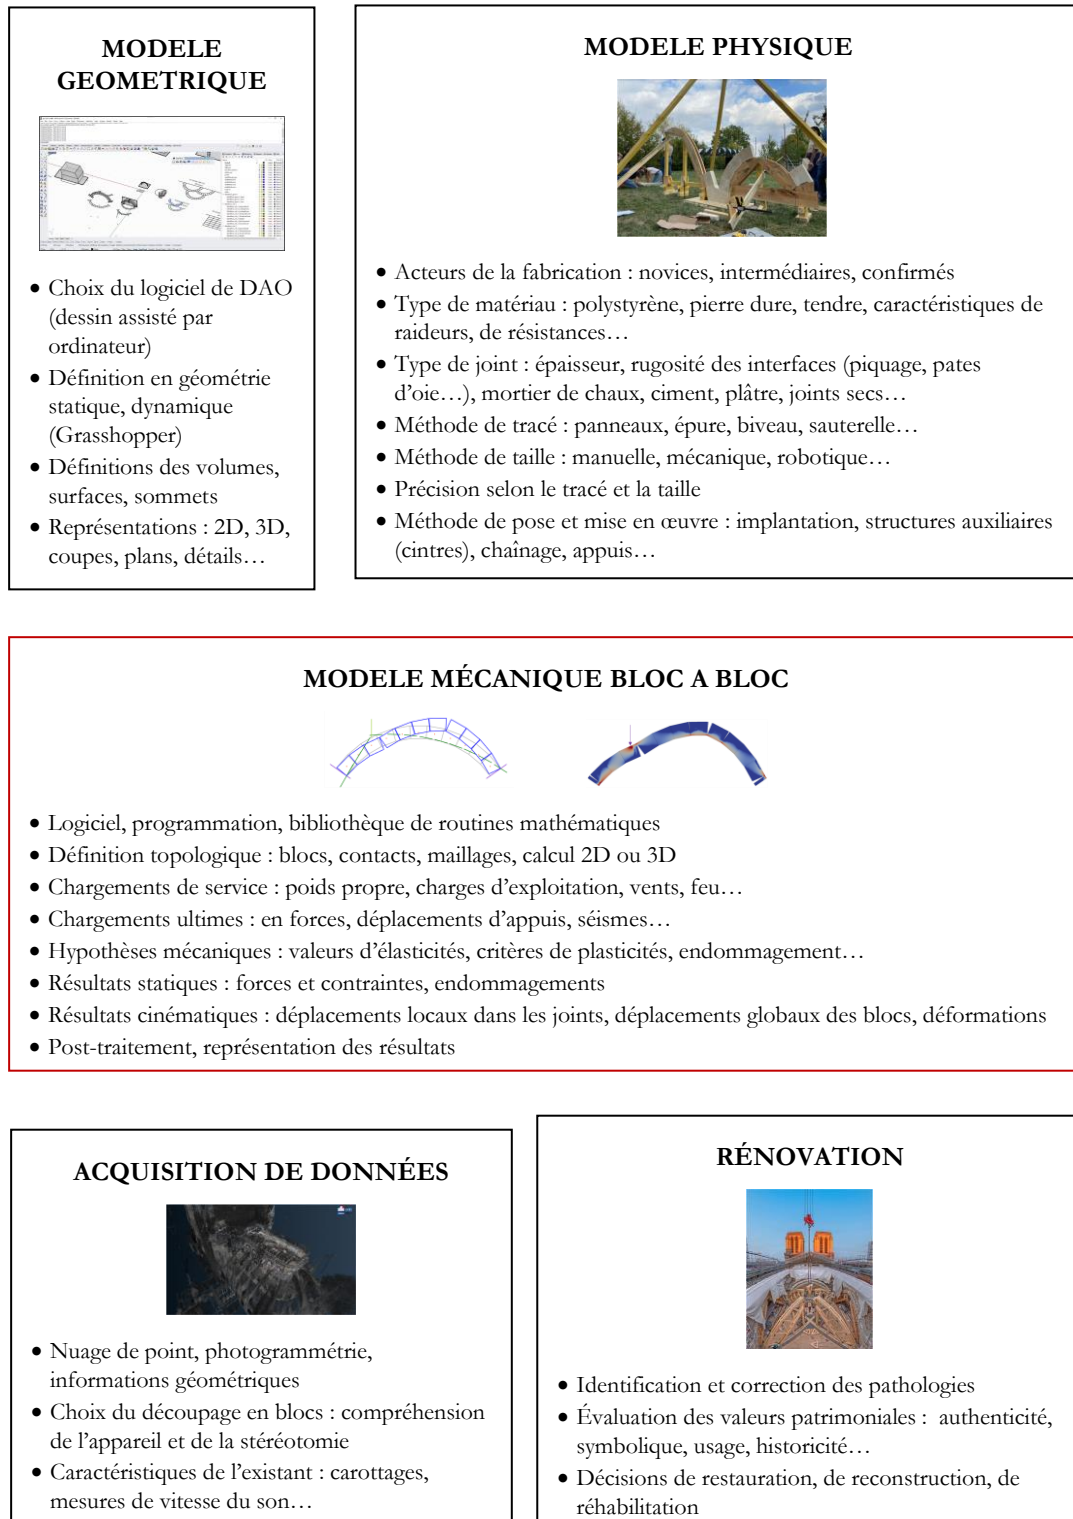 MODELE
GEOMETRIQUE
• Choix du logiciel de DAO
(dessin assisté par
ordinateur)
• Définition en géométrie
statique, dynamique
(Grasshopper)
• Définitions des volumes,
surfaces, sommets
• Représentations : 2D, 3D,
coupes, plans, détails…
MODELE PHYSIQUE
• Acteurs de la fabrication : novices, intermédiaires, confirmés
• Type de matériau : polystyrène, pierre dure, tendre, caractéristiques de
raideurs, de résistances…
• Type de joint : épaisseur, rugosité des interfaces (piquage, pates
d’oie…), mortier de chaux, ciment, plâtre, joints secs…
• Méthode de tracé : panneaux, épure, biveau, sauterelle…
• Méthode de taille : manuelle, mécanique, robotique…
• Précision selon le tracé et la taille
• Méthode de pose et mise en œuvre : implantation, structures auxiliaires
(cintres), chaînage, appuis…
MODELE MÉCANIQUE BLOC A BLOC
• Logiciel, programmation, bibliothèque de routines mathématiques
• Définition topologique : blocs, contacts, maillages, calcul 2D ou 3D
• Chargements de service : poids propre, charges d’exploitation, vents, feu…
• Chargements ultimes : en forces, déplacements d’appuis, séismes…
• Hypothèses mécaniques : valeurs d’élasticités, critères de plasticités, endommagement…
• Résultats statiques : forces et contraintes, endommagements
• Résultats cinématiques : déplacements locaux dans les joints, déplacements globaux des blocs, déformations
• Post-traitement, représentation des résultats
ACQUISITION DE DONNÉES
• Nuage de point, photogrammétrie,
informations géométriques
• Choix du découpage en blocs : compréhension
de l’appareil et de la stéréotomie
• Caractéristiques de l’existant : carottages,
mesures de vitesse du son…
RÉNOVATION
• Identification et correction des pathologies
• Évaluation des valeurs patrimoniales :  authenticité,
symbolique, usage, historicité…
• Décisions de restauration, de reconstruction, de
réhabilitation